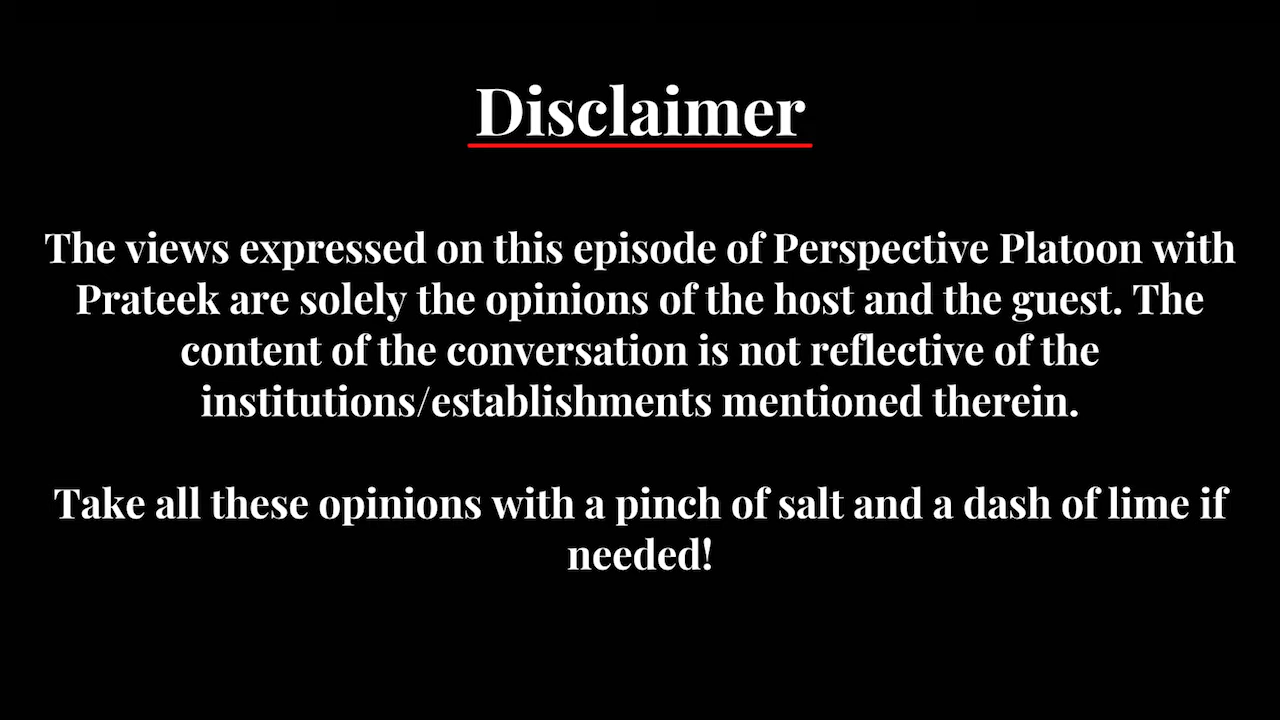 Disclaimer
The views expressed on this episode of Perspective Platoon with
Prateek are solely the opinions of the host and the guest. The
content of the conversation is not reflective of the
institutions/establishments mentioned therein.
Take all these opinions with a pinch of salt and a dash of lime if
needed!